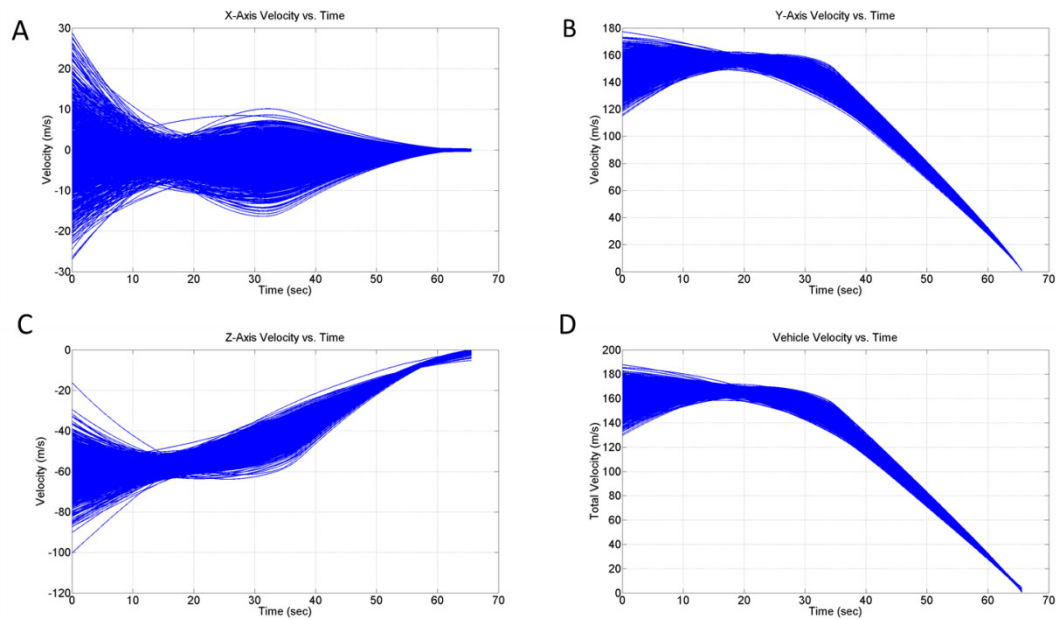 A
X-Axis Velocity vs. Time
Velocity (m/s)
30
20
10
0
-10
-20
-30
0 10 20 30 40 50 60 70
Time (sec)
B
Y-Axis Velocity vs. Time
Velocity (m/s)
180
160
140
120
100
80
60
40
20
0
0 10 20 30 40 50 60 70
Time (sec)
C
Z-Axis Velocity vs. Time
Velocity (m/s)
0
-20
-40
-60
-80
-100
-120
0 10 20 30 40 50 60 70
Time (sec)
D
Vehicle Velocity vs. Time
Total Velocity (m/s)
200
180
160
140
120
100
80
60
40
20
0
0 10 20 30 40 50 60 70
Time (sec)